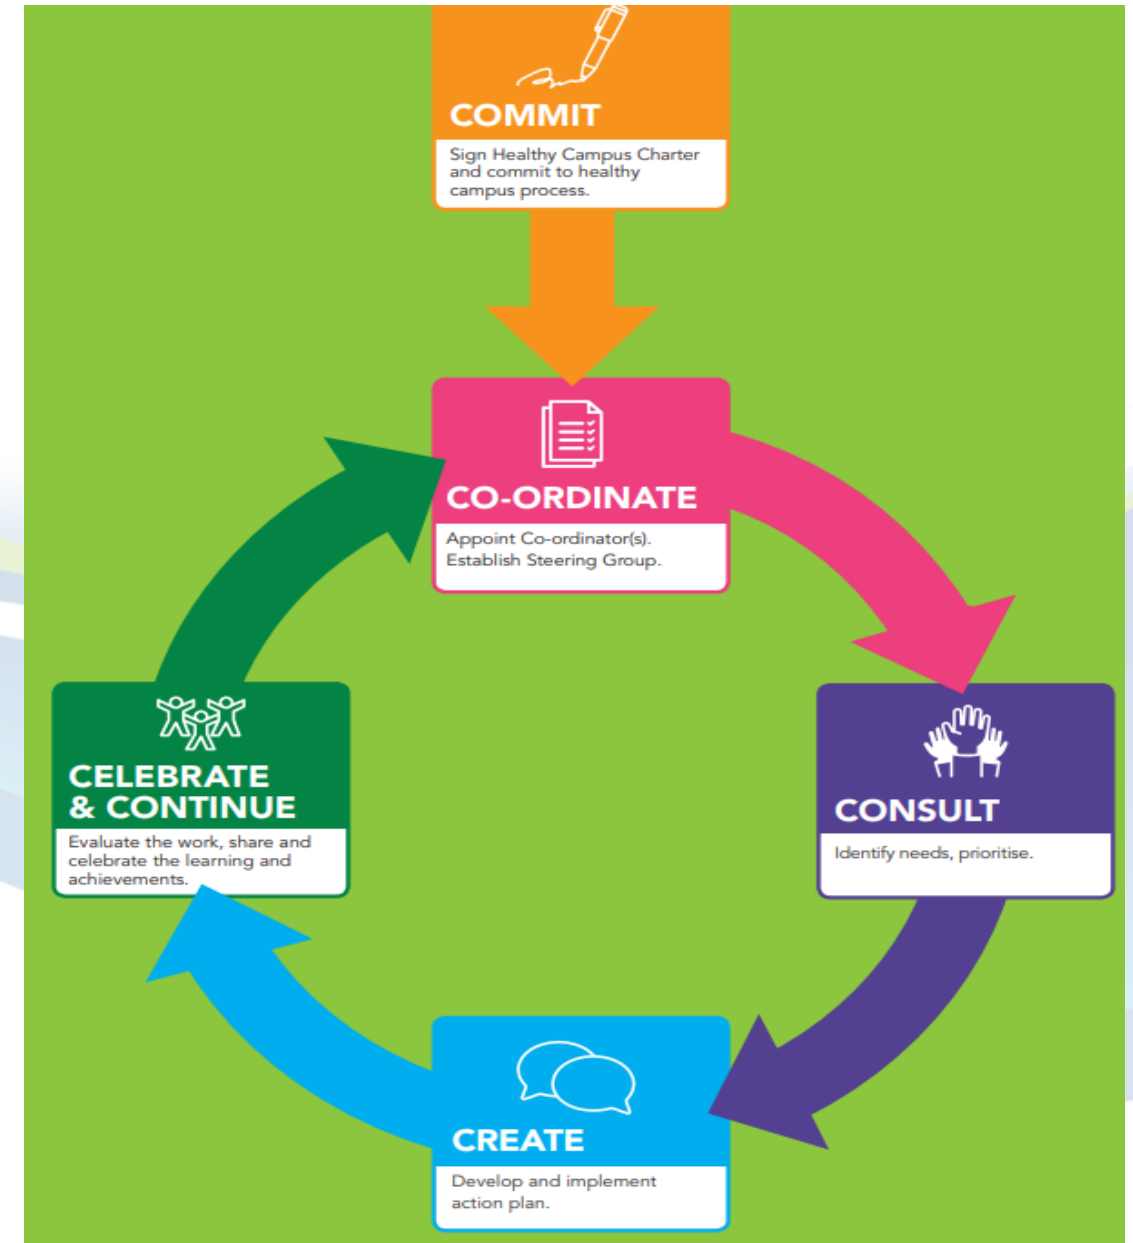 COMMIT
Sign Healthy Campus Charter
and commit to healthy
campus process.
CO-ORDINATE
Appoint Co-ordinator(s).
Establish Steering Group.
CONSULT
Identify needs, prioritise.
CREATE
Develop and implement
action plan.
CELEBRATE
& CONTINUE
Evaluate the work, share and
celebrate the learning and
achievements.